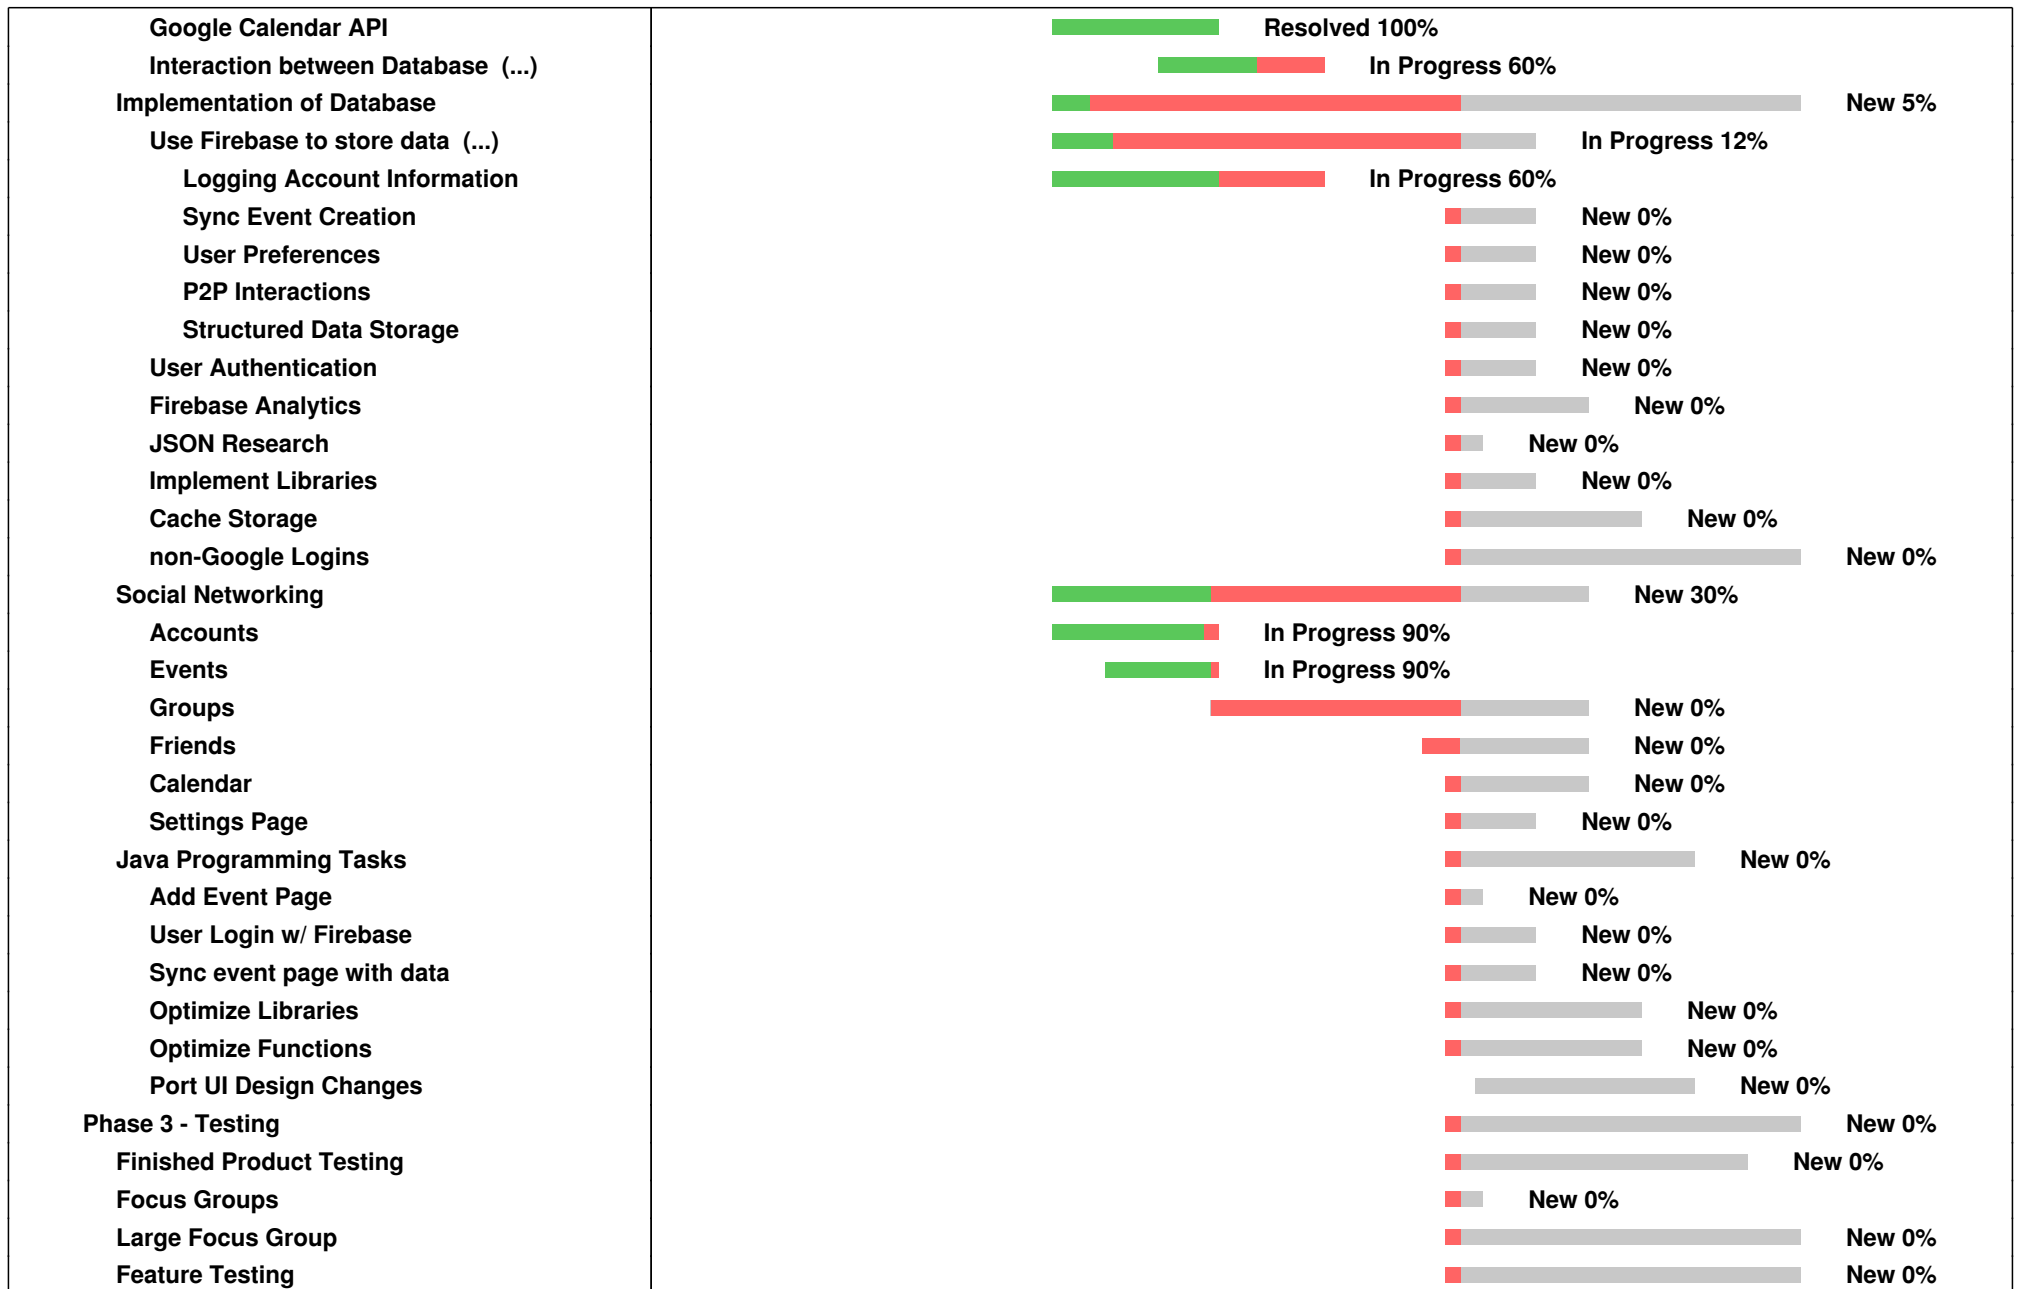 Google Calendar API Resolved 100%
Interaction between Database (...) In Progress 60%
Implementation of Database New 5%
Use Firebase to store data (...) In Progress 12%
Logging Account Information In Progress 60%
Sync Event Creation New 0%
User Preferences New 0%
P2P Interactions New 0%
Structured Data Storage New 0%
User Authentication New 0%
Firebase Analytics New 0%
JSON Research New 0%
Implement Libraries New 0%
Cache Storage New 0%
non-Google Logins New 0%
Social Networking New 30%
Accounts In Progress 90%
Events In Progress 90%
Groups New 0%
Friends New 0%
Calendar New 0%
Settings Page New 0%
Java Programming Tasks New 0%
Add Event Page New 0%
User Login w/ Firebase New 0%
Sync event page with data New 0%
Optimize Libraries New 0%
Optimize Functions New 0%
Port UI Design Changes New 0%
Phase 3 - Testing New 0%
Finished Product Testing New 0%
Focus Groups New 0%
Large Focus Group New 0%
Feature Testing New 0%